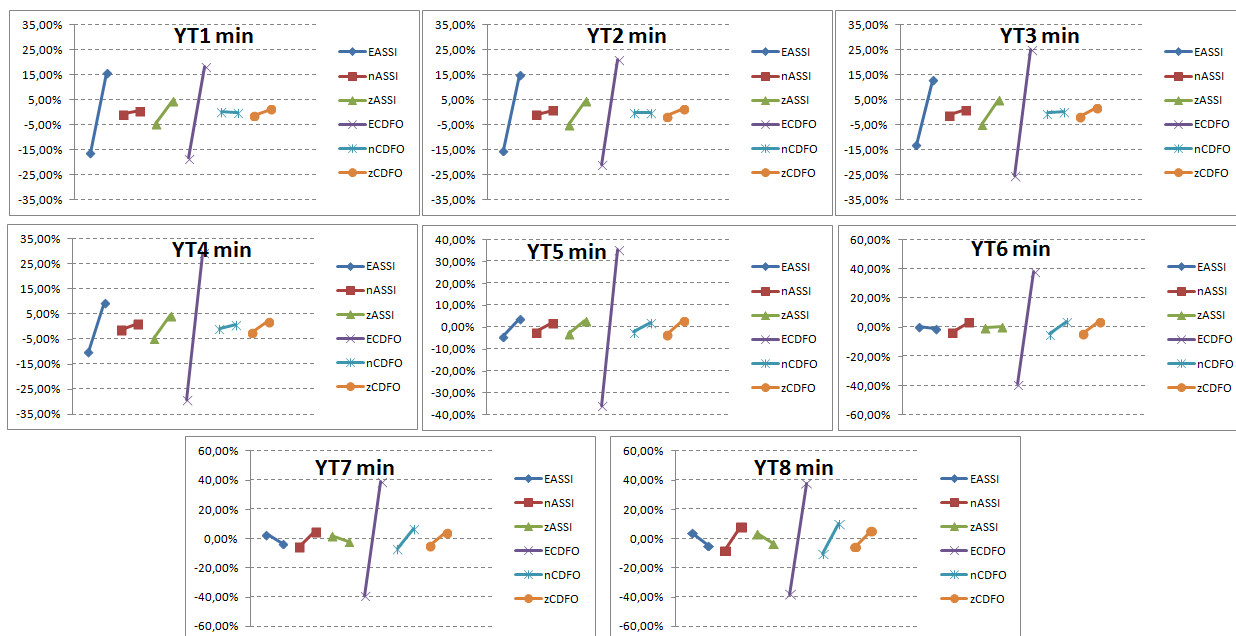 YT1 min
35,00%
25,00%
15,00%
5,00%
-5,00%
-15,00%
-25,00%
-35,00%
EASSI
nASSI
zASSI
ECDFO
nCDFO
zCDFO
YT2 min
35,00%
25,00%
15,00%
5,00%
-5,00%
-15,00%
-25,00%
-35,00%
EASSI
nASSI
zASSI
ECDFO
nCDFO
zCDFO
YT3 min
35,00%
25,00%
15,00%
5,00%
-5,00%
-15,00%
-25,00%
-35,00%
EASSI
nASSI
zASSI
ECDFO
nCDFO
zCDFO
YT4 min
35,00%
25,00%
15,00%
5,00%
-5,00%
-15,00%
-25,00%
-35,00%
EASSI
nASSI
zASSI
ECDFO
nCDFO
zCDFO
YT5 min
40,00%
30,00%
20,00%
10,00%
0,00%
-10,00%
-20,00%
-30,00%
-40,00%
EASSI
nASSI
zASSI
ECDFO
nCDFO
zCDFO
YT6 min
60,00%
40,00%
20,00%
0,00%
-20,00%
-40,00%
-60,00%
EASSI
nASSI
zASSI
ECDFO
nCDFO
zCDFO
YT7 min
60,00%
40,00%
20,00%
0,00%
-20,00%
-40,00%
-60,00%
EASSI
nASSI
zASSI
ECDFO
nCDFO
zCDFO
YT8 min
60,00%
40,00%
20,00%
0,00%
-20,00%
-40,00%
-60,00%
EASSI
nASSI
zASSI
ECDFO
nCDFO
zCDFO